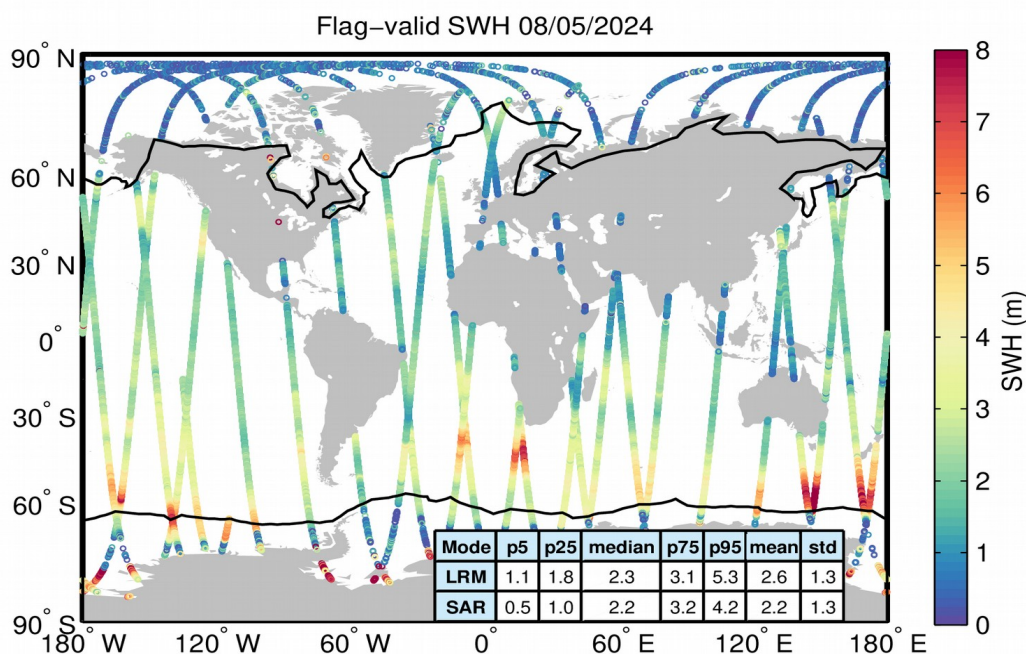 Flag−valid SWH 08/05/2024
90° N
60° N
30° N
0°
30° S
60° S
90° S
180° W
120° W
60° W
0°
60° E
120° E
180° E
8
7
6
5
4
3
2
1
0
SWH (m)
Mode p5 p25 median p75 p95 mean std
LRM 1.1 1.8 2.3 3.1 5.3 2.6 1.3
SAR 0.5 1.0 2.2 3.2 4.2 2.2 1.3